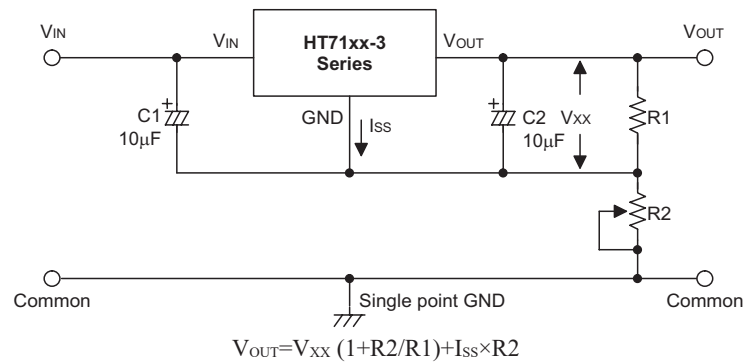 VIN
VIN
HT71xx-3
Series
VOUT
VOUT
C1
10μF
GND
ISS
C2
10μF
VXX
R1
R2
Common
Single point GND
Common
VOUT=VXX (1+R2/R1)+ISS×R2